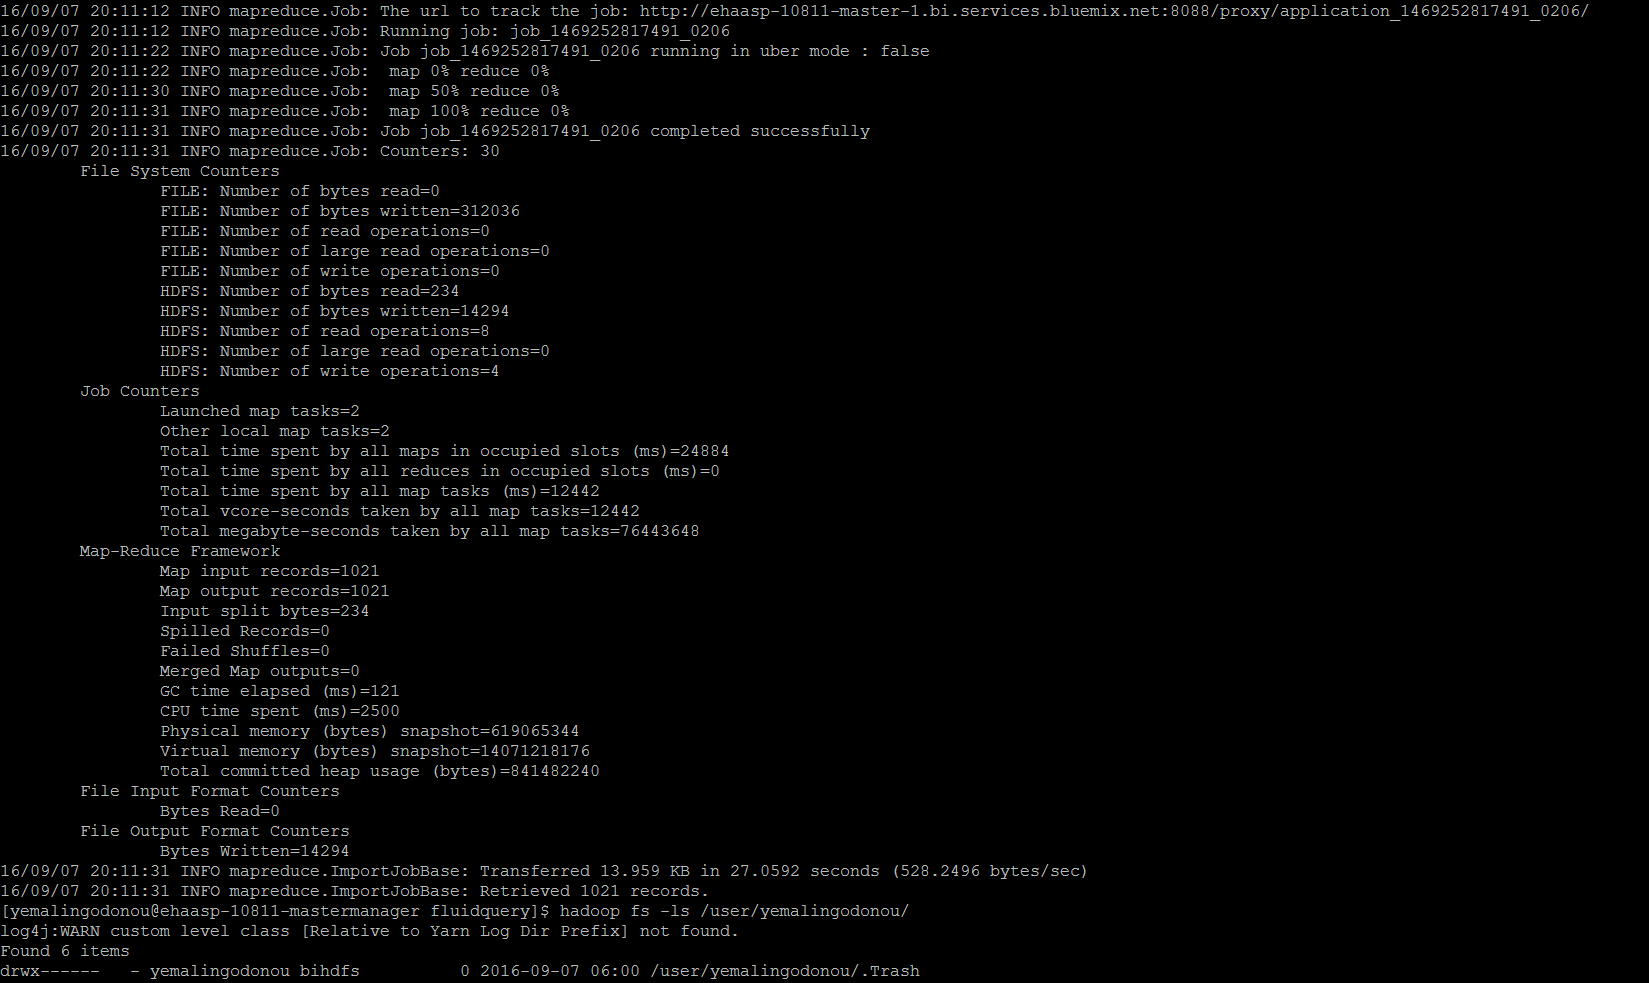 16/09/07 20:11:12 INFO mapreduce.Job: The url to track the job: http://ehaasp-10811-master-1.bi.services.bluemix.net:8088/proxy/application_1469252817491_0206/
16/09/07 20:11:12 INFO mapreduce.Job: Running job: job_1469252817491_0206
16/09/07 20:11:22 INFO mapreduce.Job: Job job_1469252817491_0206 running in uber mode : false
16/09/07 20:11:22 INFO mapreduce.Job:  map 0% reduce 0%
16/09/07 20:11:30 INFO mapreduce.Job:  map 50% reduce 0%
16/09/07 20:11:31 INFO mapreduce.Job:  map 100% reduce 0%
16/09/07 20:11:31 INFO mapreduce.Job: Job job_1469252817491_0206 completed successfully
16/09/07 20:11:31 INFO mapreduce.Job: Counters: 30
File System Counters
FILE: Number of bytes read=0
FILE: Number of bytes written=312036
FILE: Number of read operations=0
FILE: Number of large read operations=0
FILE: Number of write operations=0
HDFS: Number of bytes read=234
HDFS: Number of bytes written=14294
HDFS: Number of read operations=8
HDFS: Number of large read operations=0
HDFS: Number of write operations=4
Job Counters
Launched map tasks=2
Other local map tasks=2
Total time spent by all maps in occupied slots (ms)=24884
Total time spent by all reduces in occupied slots (ms)=0
Total time spent by all map tasks (ms)=12442
Total vcore-seconds taken by all map tasks=12442
Total megabyte-seconds taken by all map tasks=76443648
Map-Reduce Framework
Map input records=1021
Map output records=1021
Input split bytes=234
Spilled Records=0
Failed Shuffles=0
Merged Map outputs=0
GC time elapsed (ms)=121
CPU time spent (ms)=2500
Physical memory (bytes) snapshot=619065344
Virtual memory (bytes) snapshot=14071218176
Total committed heap usage (bytes)=841482240
File Input Format Counters
Bytes Read=0
File Output Format Counters
Bytes Written=14294
16/09/07 20:11:31 INFO mapreduce.ImportJobBase: Transferred 13.959 KB in 27.0592 seconds (528.2496 bytes/sec)
16/09/07 20:11:31 INFO mapreduce.ImportJobBase: Retrieved 1021 records.
[yemalingodonou@ehaasp-10811-mastermanager fluidquery]$ hadoop fs -ls /user/yemalingodonou/
log4j:WARN custom level class [Relative to Yarn Log Dir Prefix] not found.
Found 6 items
drwx------   - yemalingodonou bihdfs          0 2016-09-07 06:00 /user/yemalingodonou/.Trash